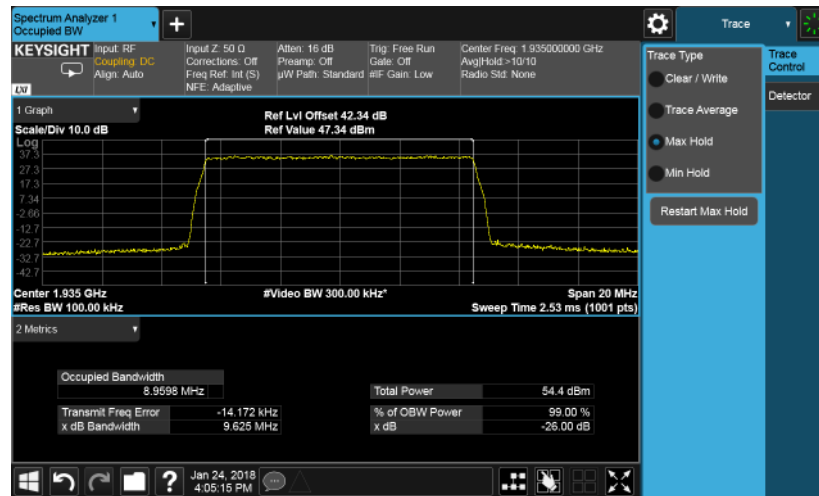 Spectrum Analyzer 1
Occupied BW
Trace
KEYSIGHT
Input: RF
Coupling: DC
Align: Auto
Input Z: 50 Ω
Corrections: Off
Freq Ref: Int (S)
NFE: Adaptive
Atten: 16 dB
Preamp: Off
µW Path: Standard
Trig: Free Run
Gate: Off
#IF Gain: Low
Center Freq: 1.935000000 GHz
Avg|Hold:>10/10
Radio Std: None
LXI
Trace Type
Clear / Write
Trace Average
Max Hold
Min Hold
Restart Max Hold
Trace
Control
Detector
1 Graph
Scale/Div 10.0 dB
Ref Lvl Offset 42.34 dB
Ref Value 47.34 dBm
Log
37.3
27.3
17.3
7.34
-2.66
-12.7
-22.7
-32.7
-42.7
Center 1.935 GHz
#Video BW 300.00 kHz*
Span 20 MHz
#Res BW 100.00 kHz
Sweep Time 2.53 ms (1001 pts)
2 Metrics
Occupied Bandwidth
8.9598 MHz
Total Power 54.4 dBm
Transmit Freq Error -14.172 kHz
% of OBW Power 99.00 %
x dB Bandwidth 9.625 MHz
x dB -26.00 dB
?
Jan 24, 2018
4:05:15 PM